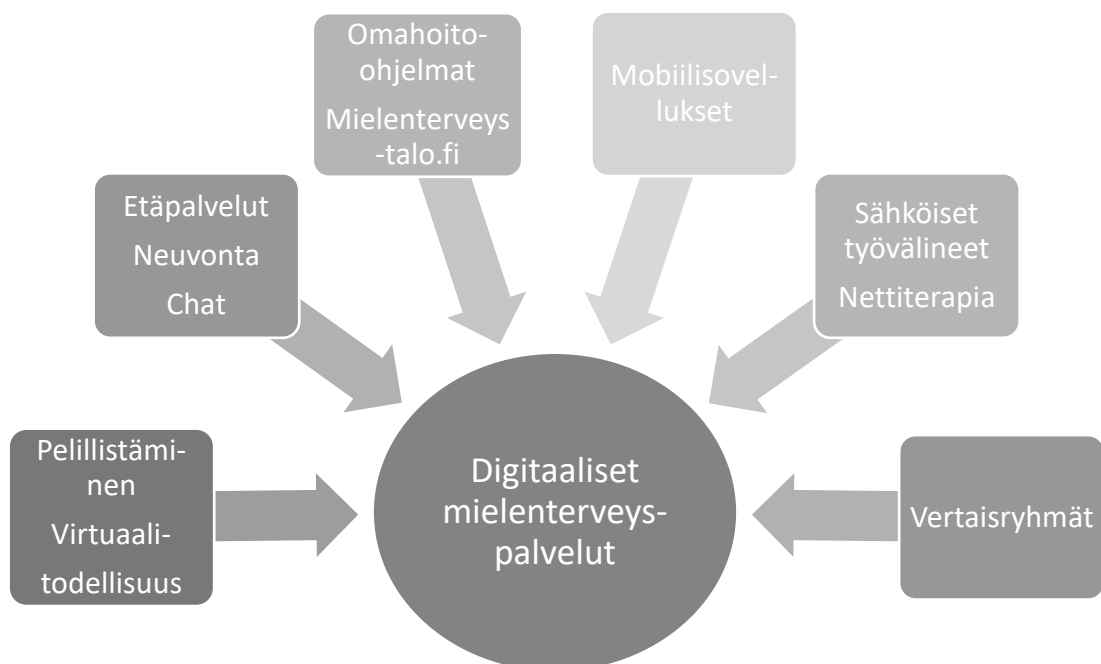 Omahoito-
ohjelmat
Mielenterveys
-talo.fi
Mobiilisovel-
lukset
Etäpalvelut
Neuvonta
Chat
Sähköiset
työvälineet
Nettiterapia
Pelillistämi-
nen
Virtuaali-
todellisuus
Digitaaliset
mielenterveys-
palvelut
Vertaisryhmät